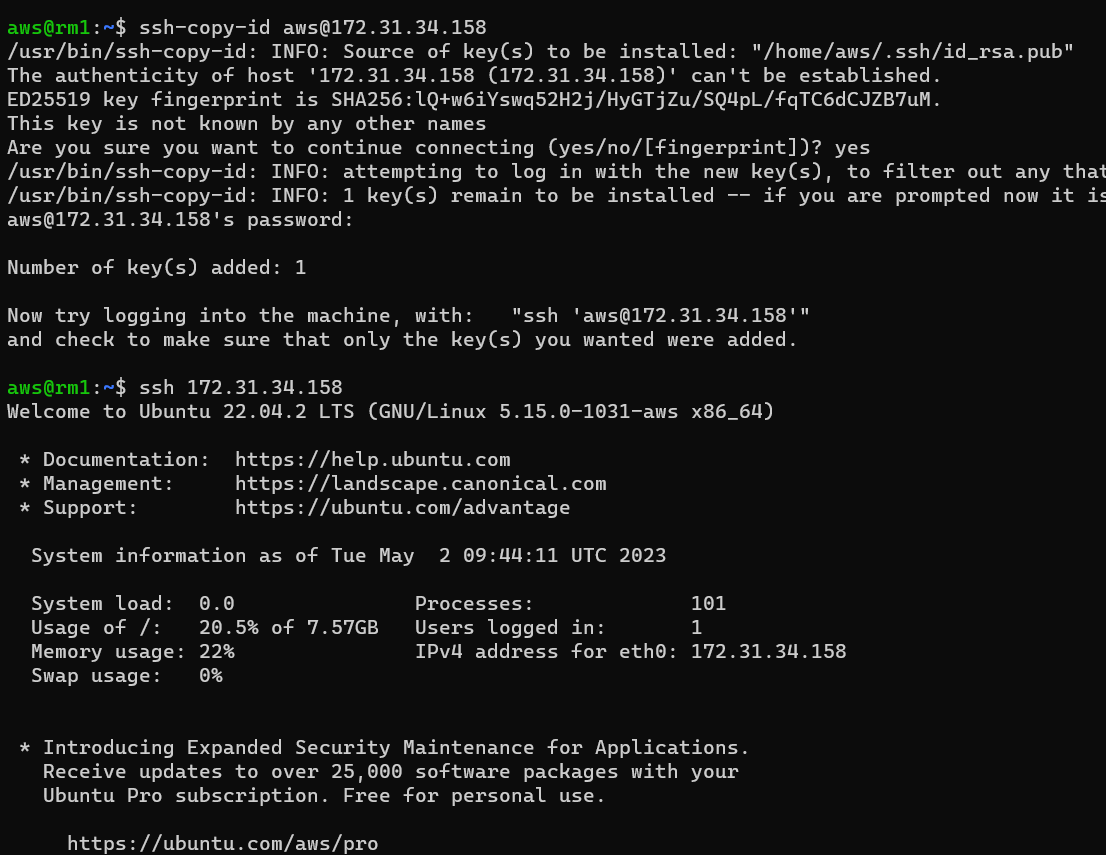 aws@rm1:~$ ssh-copy-id aws@172.31.34.158
/usr/bin/ssh-copy-id: INFO: Source of key(s) to be installed: "/home/aws/.ssh/id_rsa.pub"
The authenticity of host '172.31.34.158 (172.31.34.158)' can't be established.
ED25519 key fingerprint is SHA256:lQ+w6iYswq52H2j/HyGTjZu/SQ4pL/fqTC6dCJZB7uM.
This key is not known by any other names
Are you sure you want to continue connecting (yes/no/[fingerprint])? yes
/usr/bin/ssh-copy-id: INFO: attempting to log in with the new key(s), to filter out any that
/usr/bin/ssh-copy-id: INFO: 1 key(s) remain to be installed -- if you are prompted now it is
aws@172.31.34.158's password:
Number of key(s) added: 1
Now try logging into the machine, with:   "ssh 'aws@172.31.34.158'"
and check to make sure that only the key(s) you wanted were added.
aws@rm1:~$ ssh 172.31.34.158
Welcome to Ubuntu 22.04.2 LTS (GNU/Linux 5.15.0-1031-aws x86_64)
* Documentation:  https://help.ubuntu.com
* Management:     https://landscape.canonical.com
* Support:        https://ubuntu.com/advantage
System information as of Tue May  2 09:44:11 UTC 2023
System load:  0.0               Processes:             101
Usage of /:   20.5% of 7.57GB   Users logged in:       1
Memory usage: 22%               IPv4 address for eth0: 172.31.34.158
Swap usage:   0%
* Introducing Expanded Security Maintenance for Applications.
Receive updates to over 25,000 software packages with your
Ubuntu Pro subscription. Free for personal use.
https://ubuntu.com/aws/pro